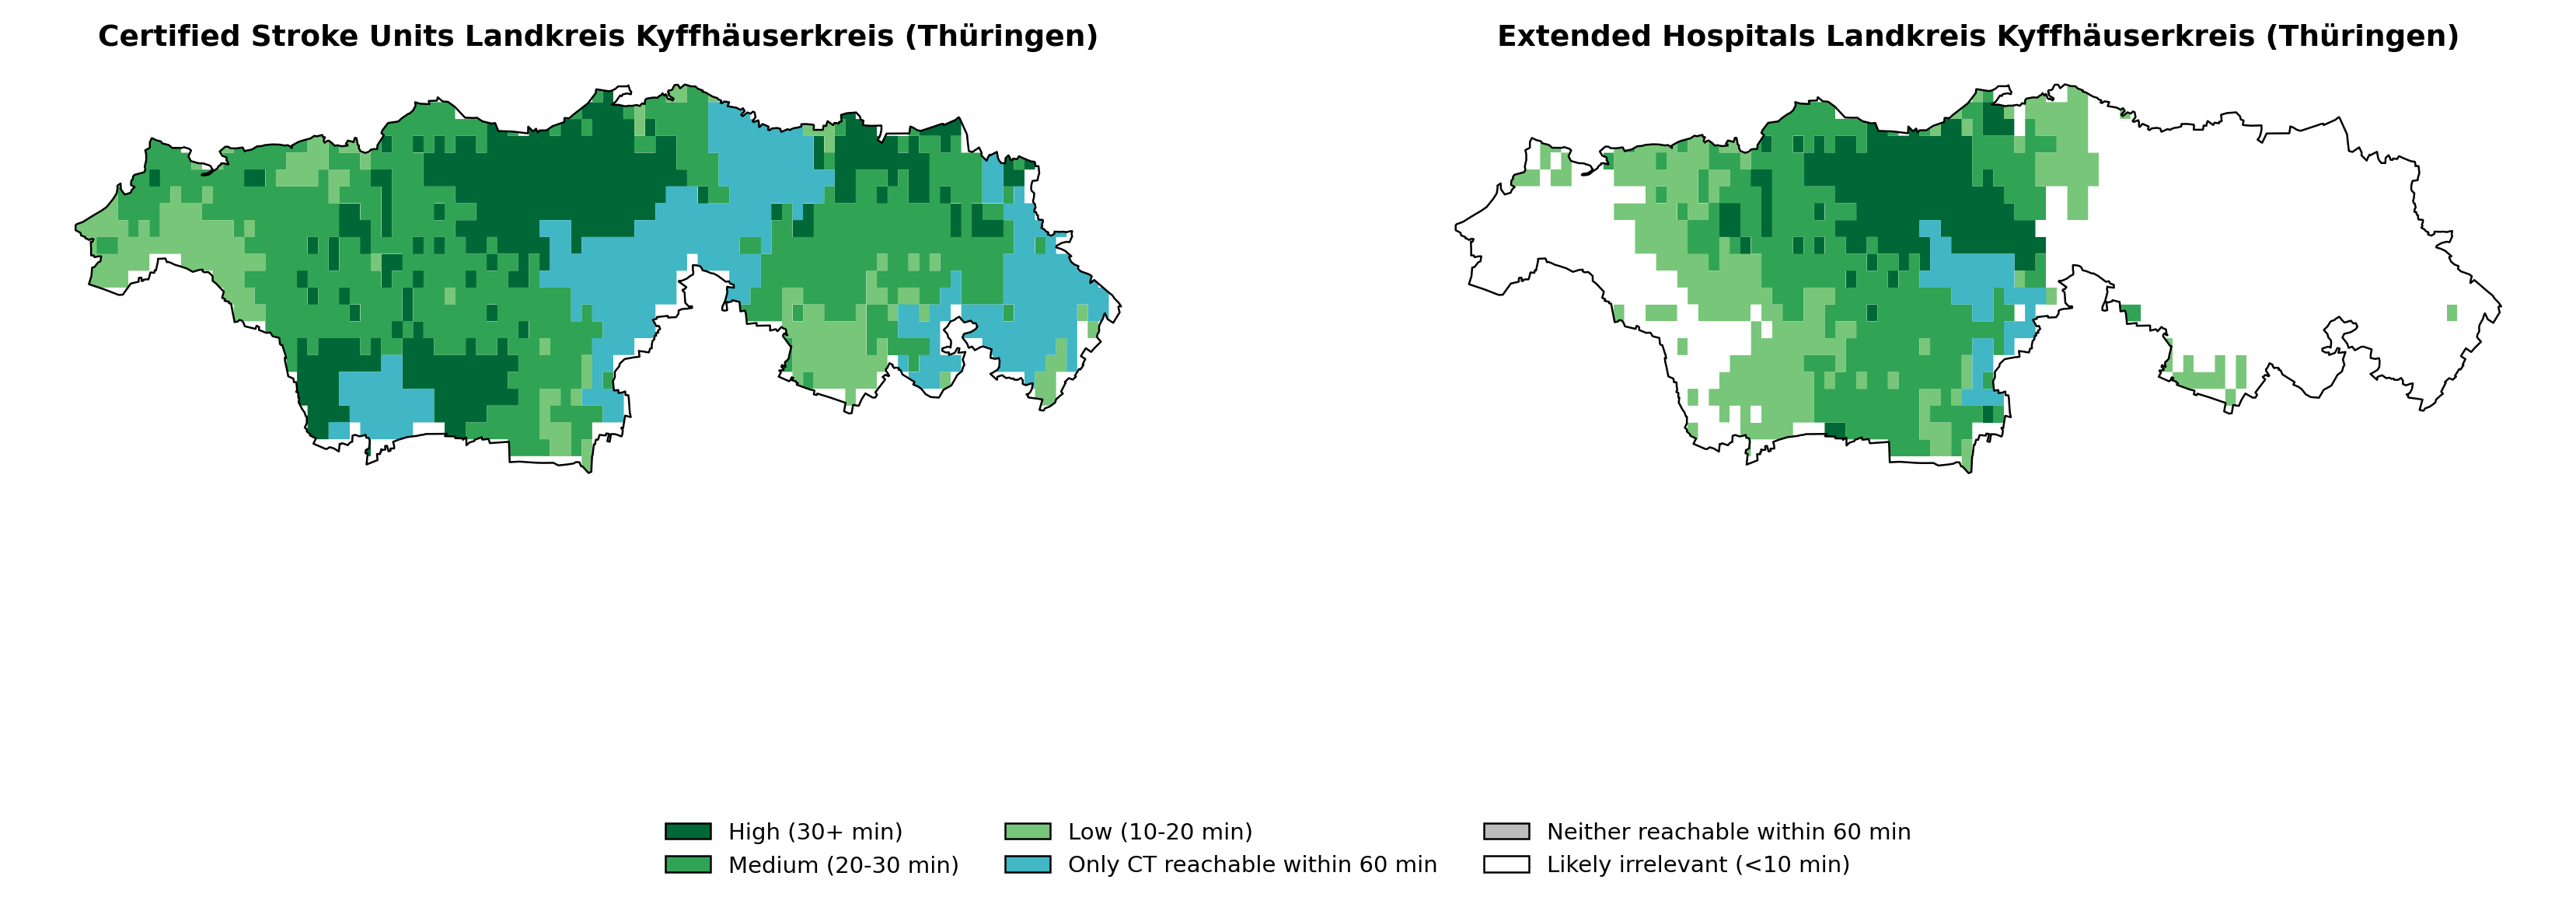 Certified Stroke Units Landkreis Kyffhäuserkreis (Thüringen)
Extended Hospitals Landkreis Kyffhäuserkreis (Thüringen)
High (30+ min)
Medium (20-30 min)
Low (10-20 min)
Only CT reachable within 60 min
Neither reachable within 60 min
Likely irrelevant (<10 min)